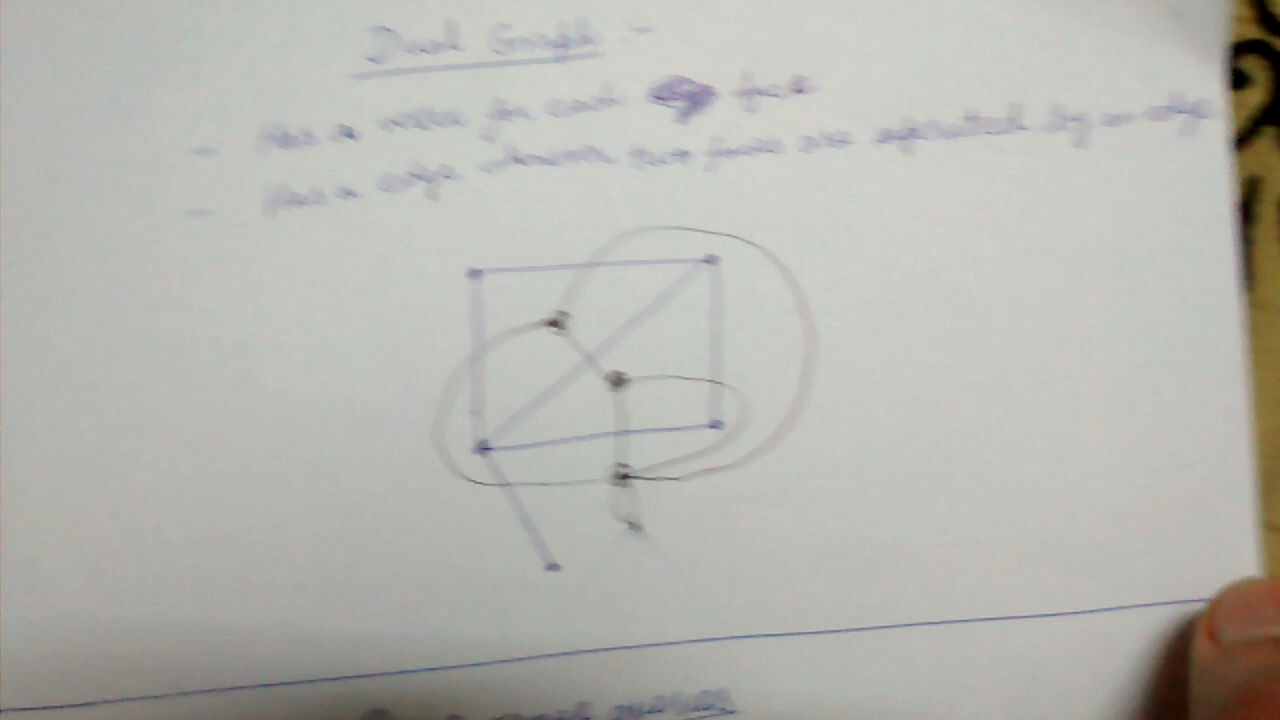 Dual Graph :-
- Has a vertex for each face
- Has a edge whenever two faces are separated by an edge